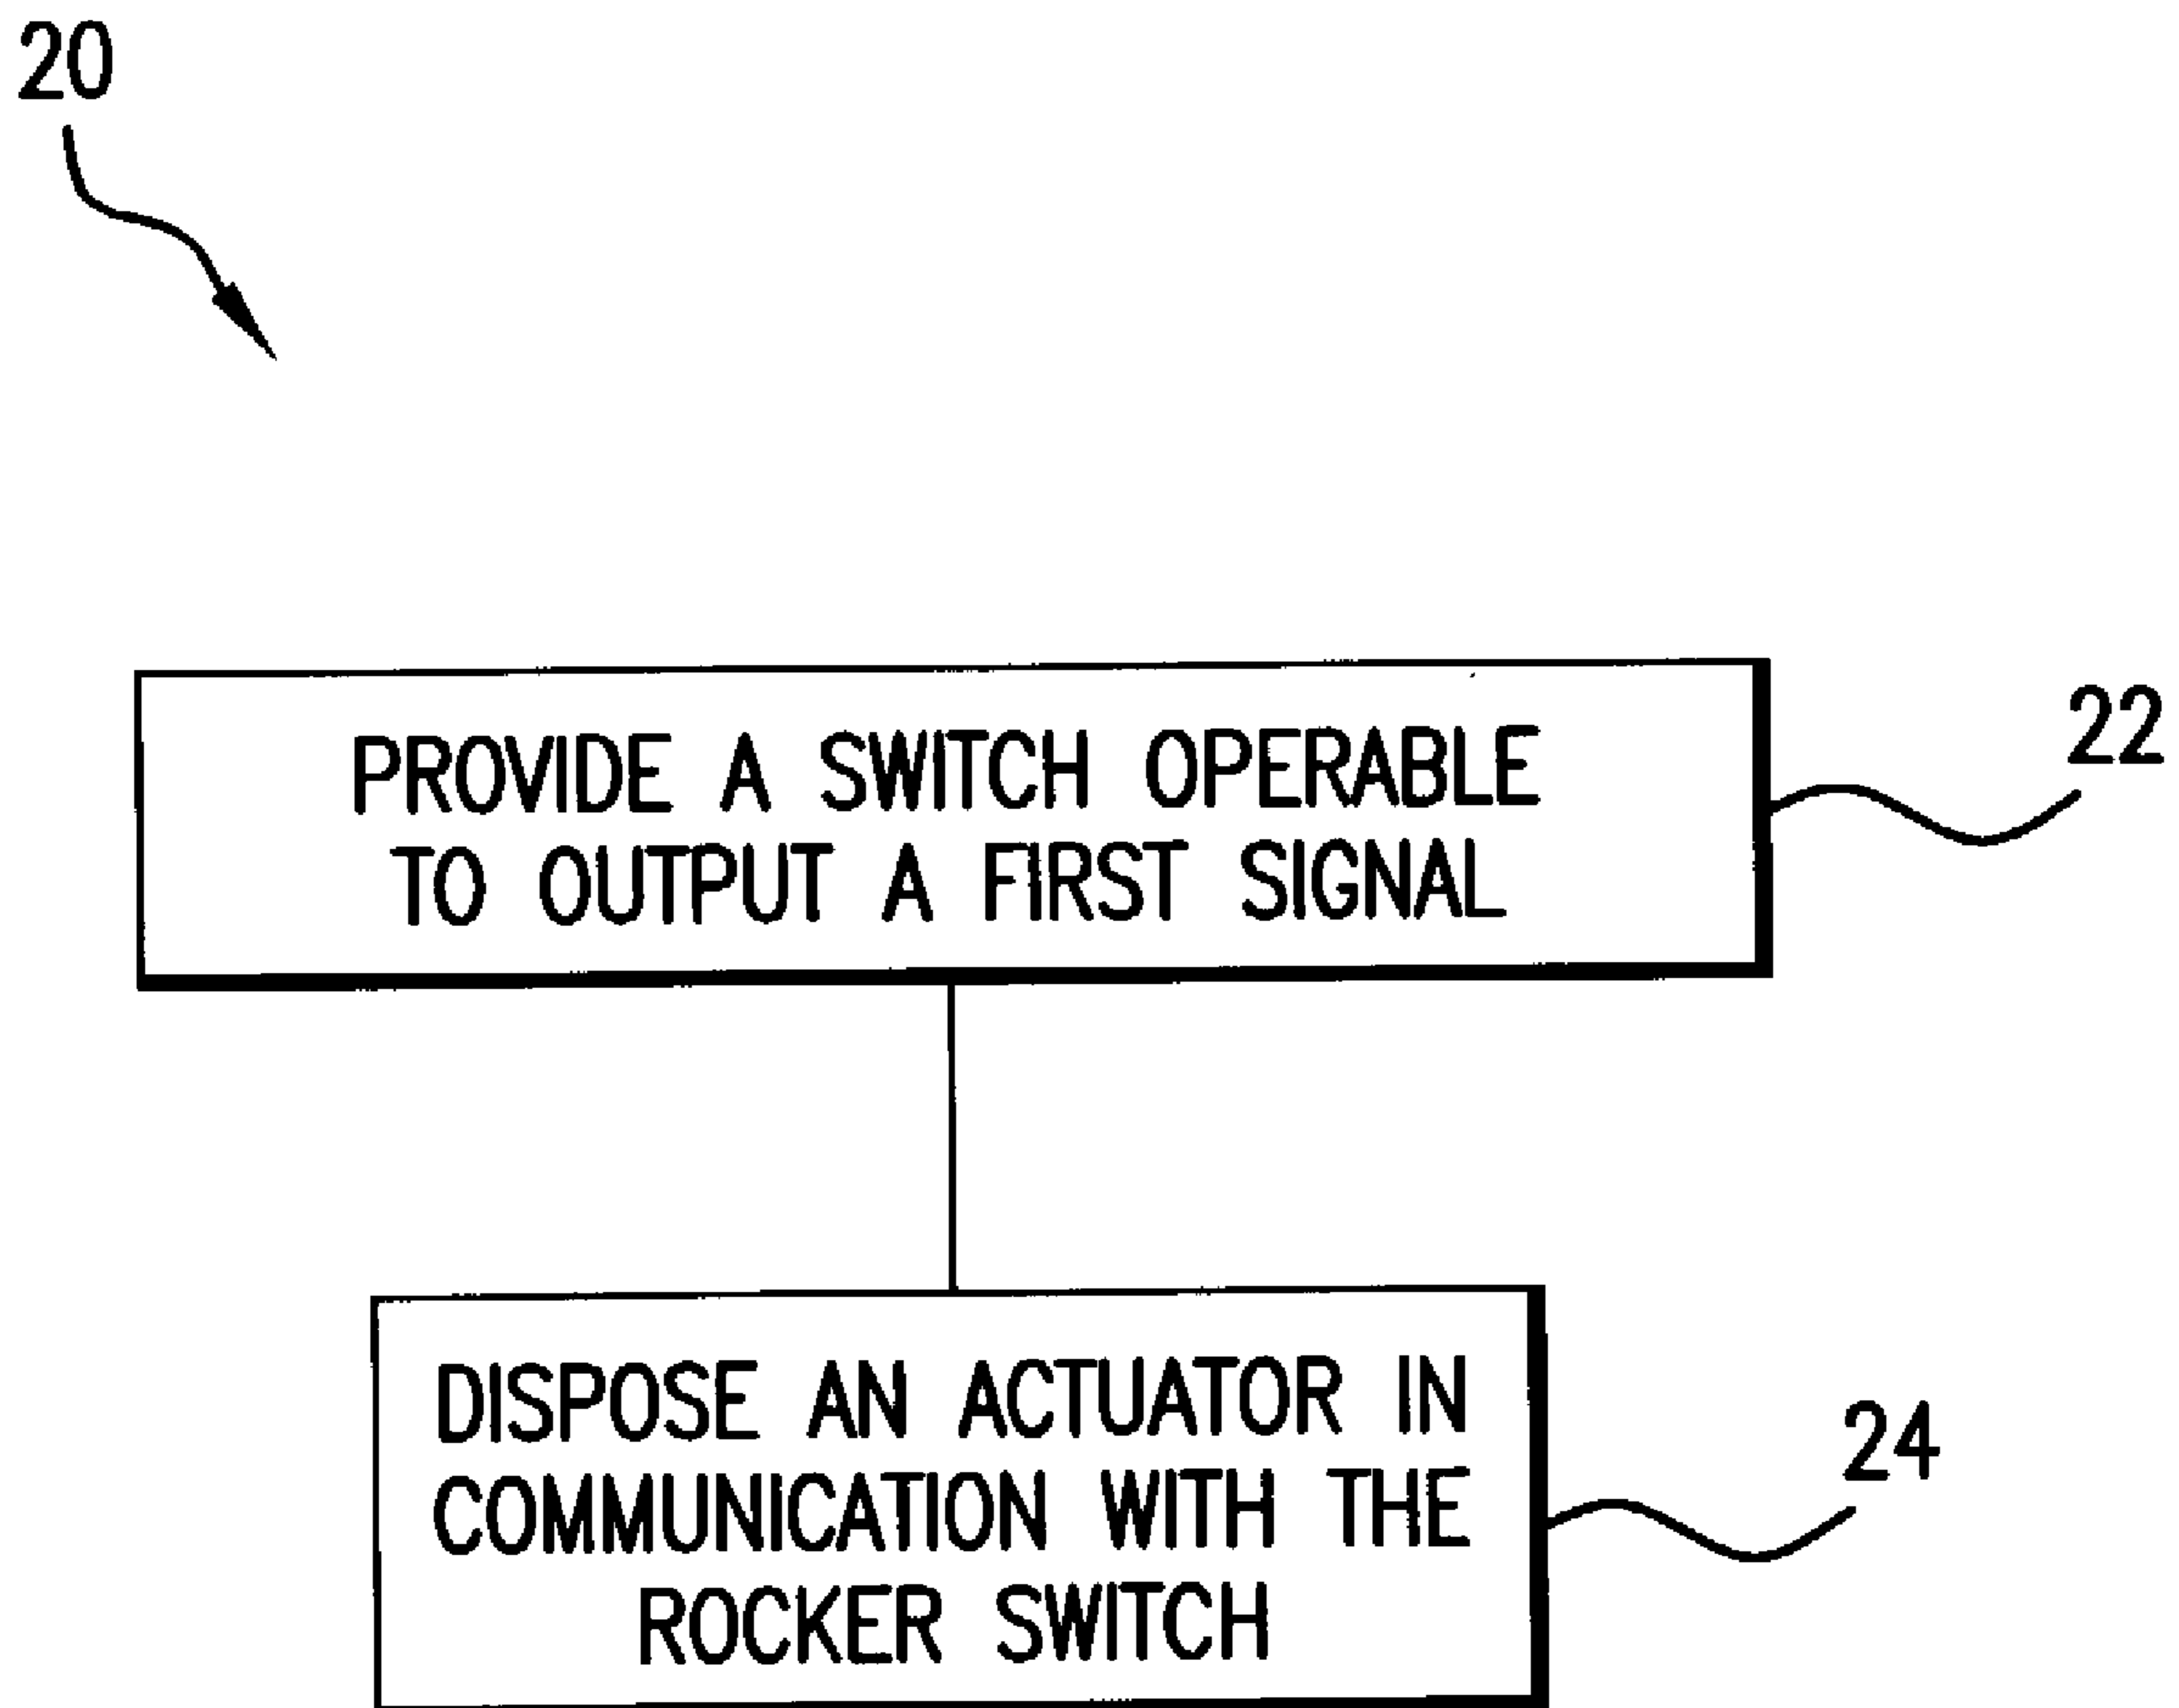 20
PROVIDE A SWITCH OPERABLE
TO OUTPUT A FIRST SIGNAL
22
DISPOSE AN ACTUATOR IN
COMMUNICATION WITH THE
ROCKER SWITCH
24